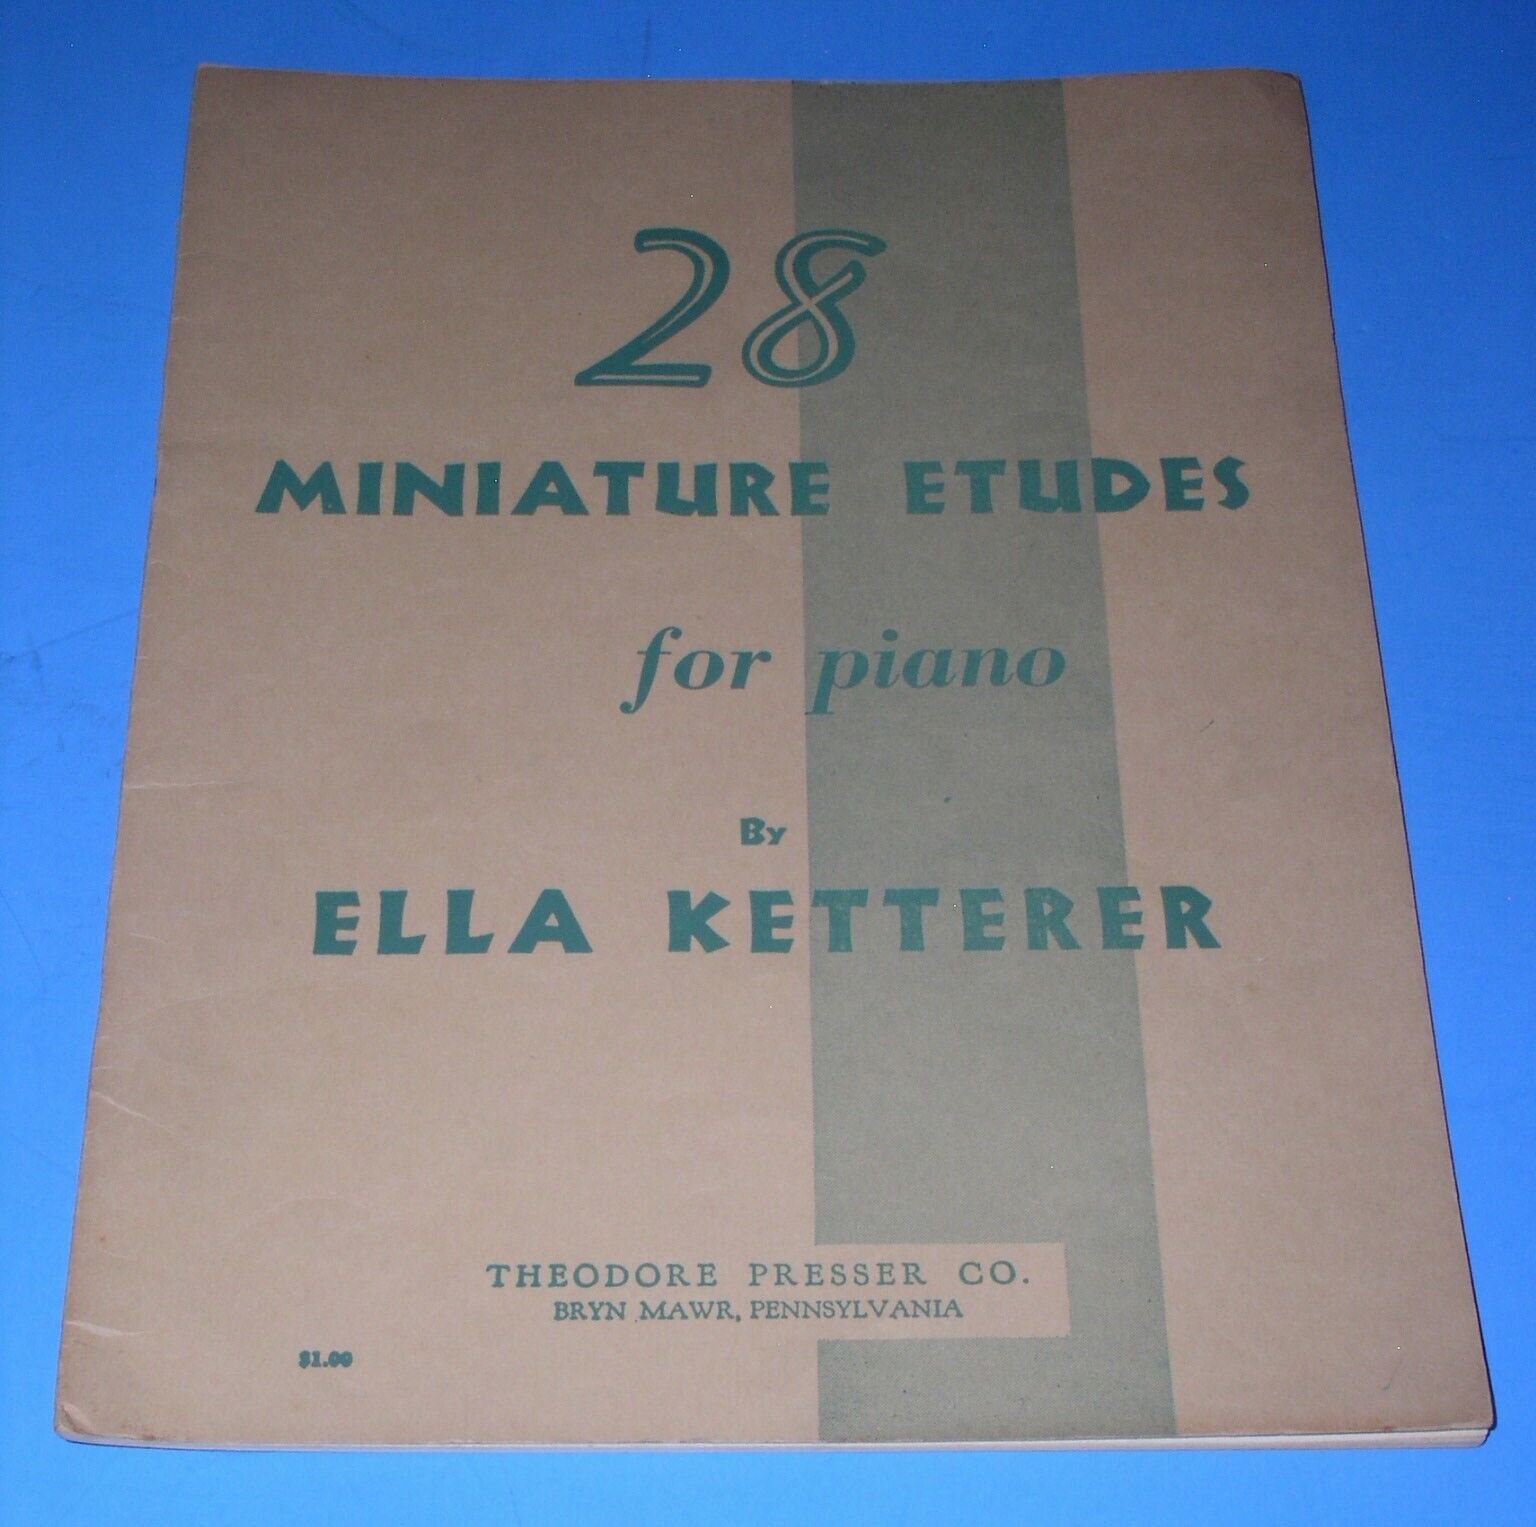 28
MINIATURE ETUDES
for piano
By
ELLA KETTERER
THEODORE PRESSER CO.
BRYN MAWR, PENNSYLVANIA
$1.00